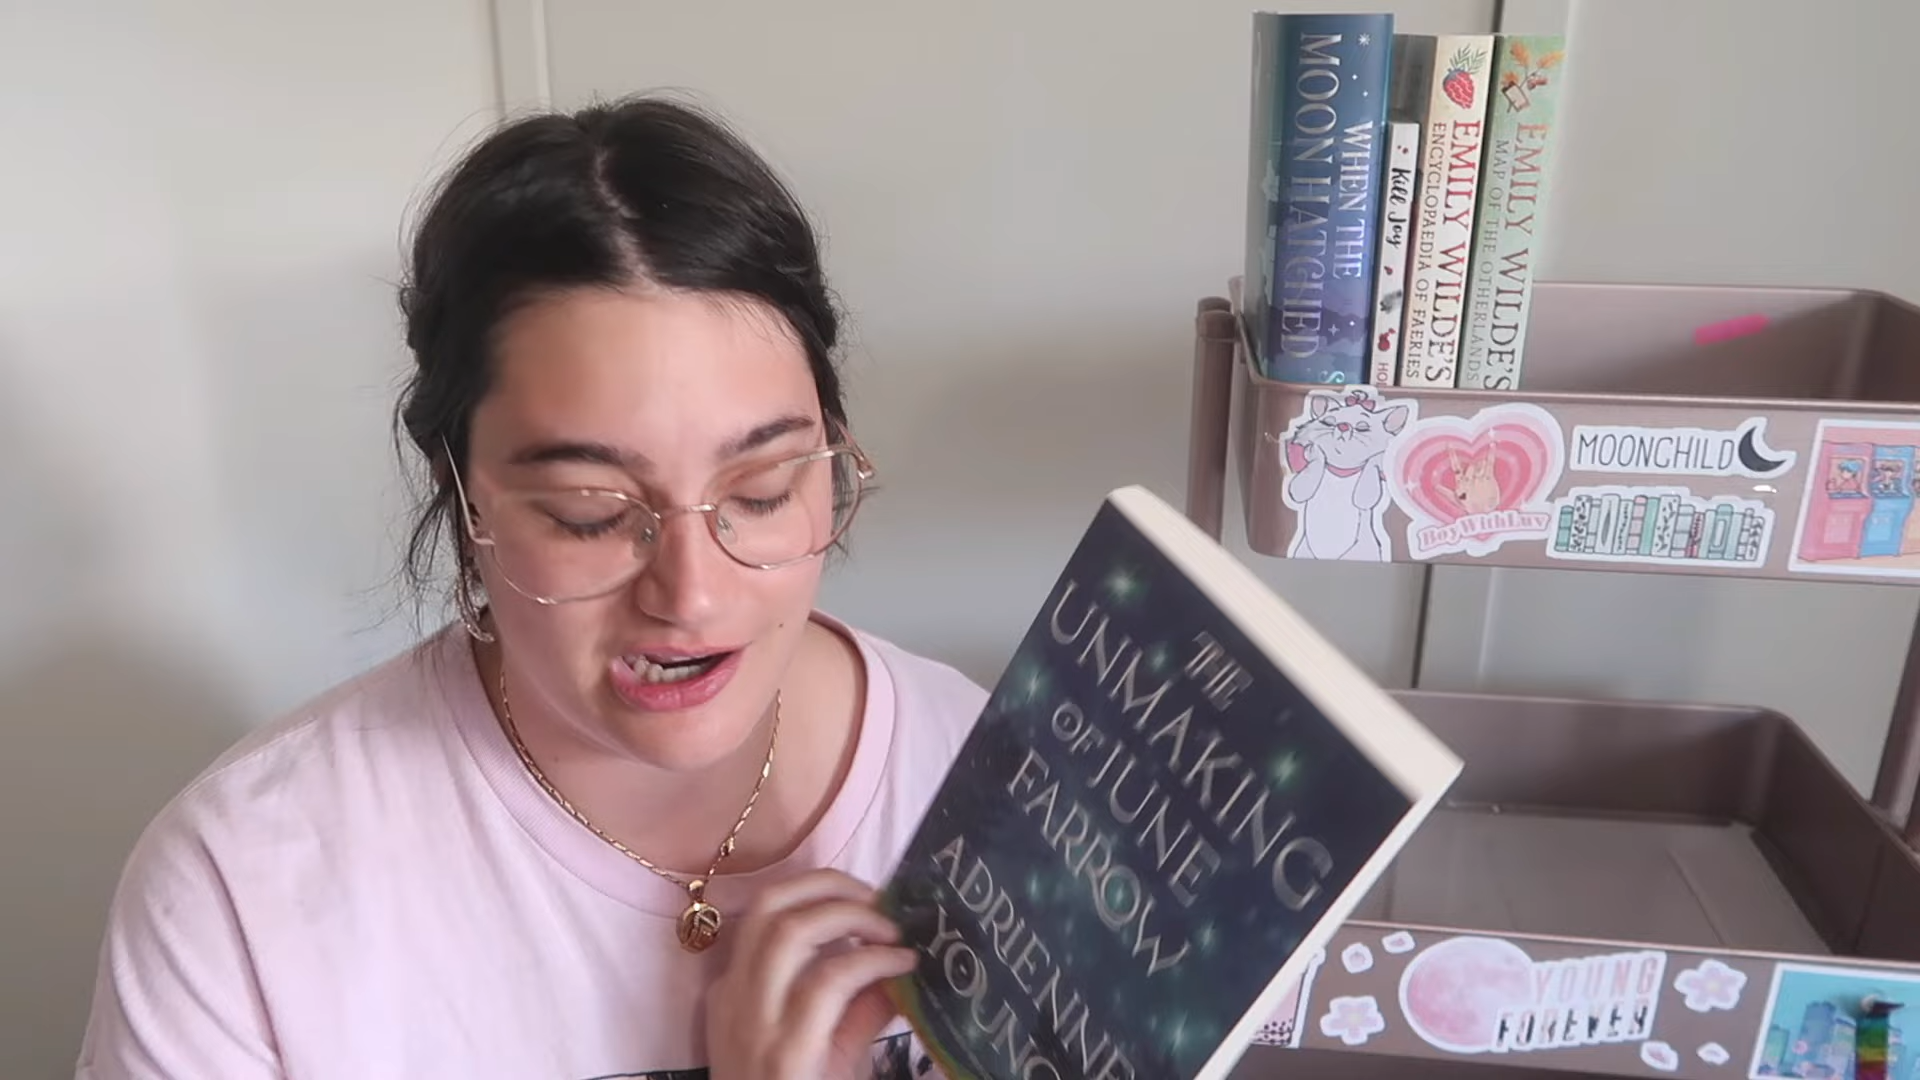 WHEN THE
MOON HATCHED
Kill Joy
EMILY WILDE'S
ENCYCLOPAEDIA OF FAERIES
EMILY WILDE'S
MAP OF THE OTHERLANDS
MOONCHILD
BoyWithLuv
THE
UNMAKING
OF JUNE
FARROW
ADRIENNE
YOUNG
YOUNG
FOREVER